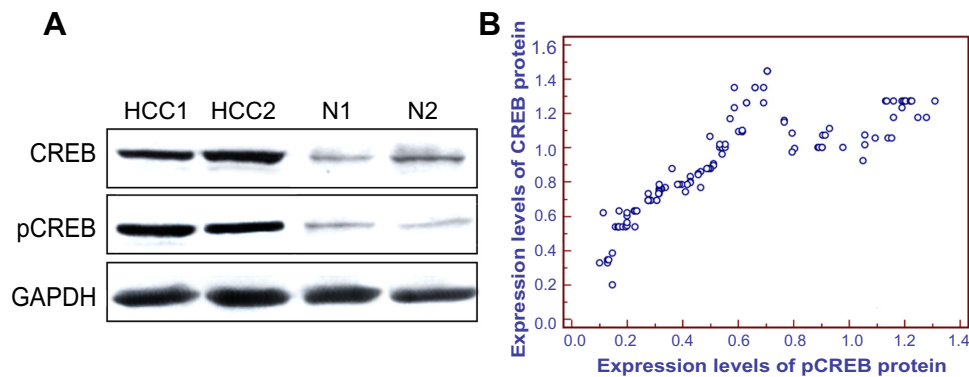 A
HCC1 HCC2 N1 N2
CREB
pCREB
GAPDH
B
Expression levels of CREB protein
1.6
1.4
1.2
1.0
0.8
0.6
0.4
0.2
0.0
0.0 0.2 0.4 0.6 0.8 1.0 1.2 1.4
Expression levels of pCREB protein